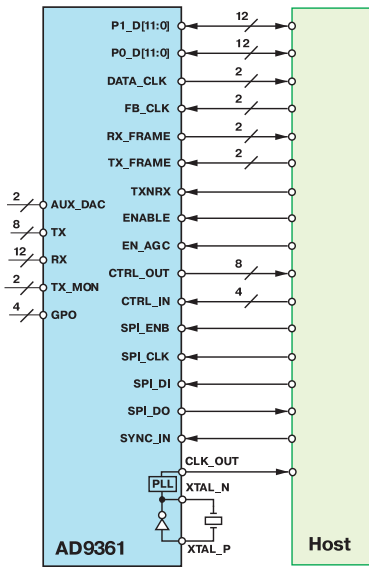 P1_D[11:0]
12
P0_D[11:0]
12
DATA_CLK
2
FB_CLK
2
RX_FRAME
2
TX_FRAME
2
TXNRX
2
AUX_DAC
ENABLE
8
TX
EN_AGC
12
RX
CTRL_OUT
8
2
TX_MON
CTRL_IN
4
4
GPO
SPI_ENB
SPI_CLK
SPI_DI
SPI_DO
SYNC_IN
CLK_OUT
PLL
XTAL_N
XTAL_P
AD9361
Host